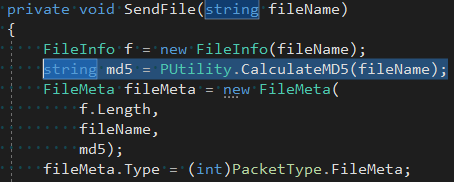 private void SendFile(string fileName)
{
FileInfo f = new FileInfo(fileName);
string md5 = PUtility.CalculateMD5(fileName);
FileMeta fileMeta = new FileMeta(
f.Length,
fileName,
md5);
fileMeta.Type = (int)PacketType.FileMeta;